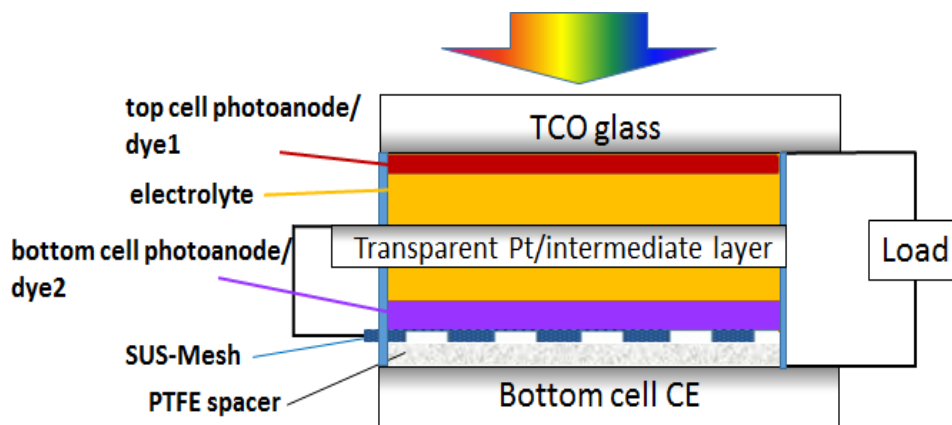 top cell photoanode/
dye1
TCO glass
electrolyte
Transparent Pt/intermediate layer
bottom cell photoanode/
dye2
Load
SUS-Mesh
PTFE spacer
Bottom cell CE